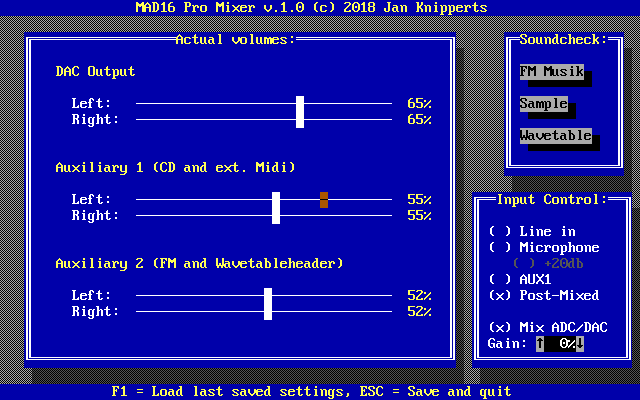 MAD16 Pro Mixer v.1.0 (c) 2018 Jan Knipperts
Actual volumes:
DAC Output
Left: 65%
Right: 65%
Auxiliary 1 (CD and ext. Midi)
Left: 55%
Right: 55%
Auxiliary 2 (FM and Wavetableheader)
Left: 52%
Right: 52%
Soundcheck:
FM Musik
Sample
Wavetable
Input Control:
( ) Line in
( ) Microphone
( ) +20db
( ) AUX1
(x) Post-Mixed
(x) Mix ADC/DAC
Gain: ↑ 0%↓
F1 = Load last saved settings, ESC = Save and quit